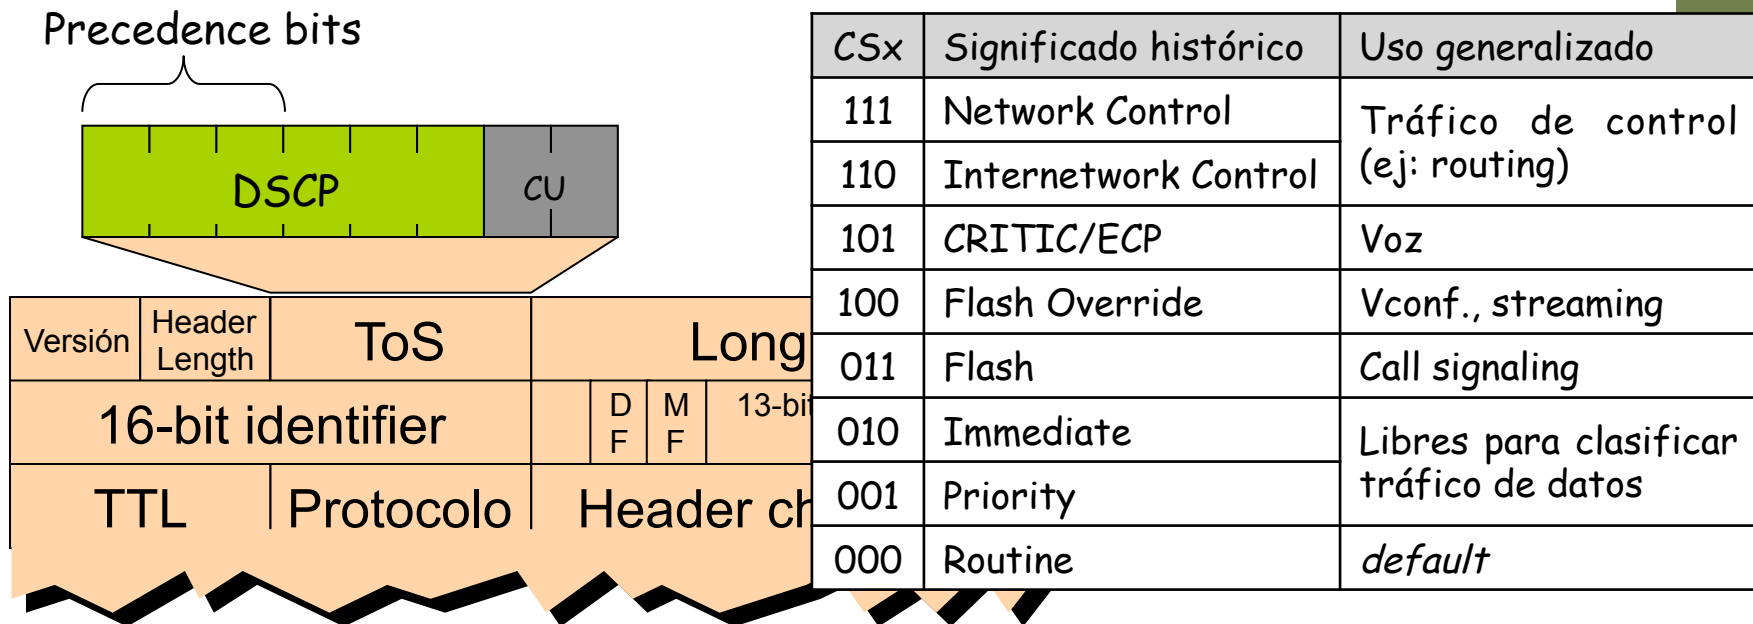 Precedence bits
DSCP
CU
Versión
Header
Length
ToS
Long
16-bit identifier
D
F
M
F
13-bit
TTL
Protocolo
Header ch
CSx
Significado histórico
Uso generalizado
111
Network Control
Tráfico de control
(ej: routing)
110
Internetwork Control
101
CRITIC/ECP
Voz
100
Flash Override
Vconf., streaming
011
Flash
Call signaling
010
Immediate
Libres para clasificar
tráfico de datos
001
Priority
000
Routine
default